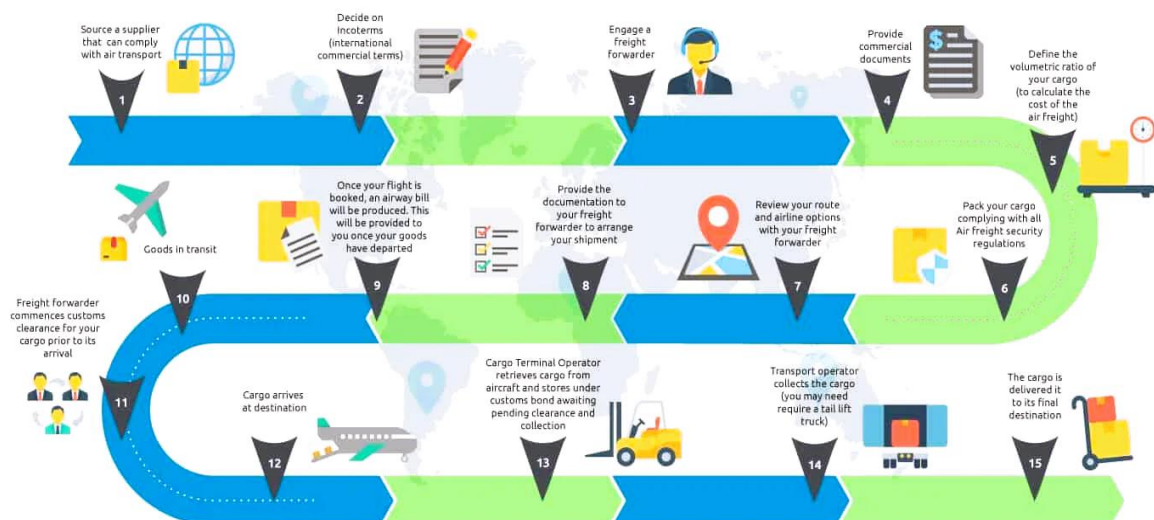 Source a supplier
that can comply
with air transport
1
Decide on
Incoterms
(international
commercial terms)
2
Engage a
freight
forwarder
3
Provide
commercial
documents
$
4
Define the
volumetric ratio of
your cargo
(to calculate the
cost of the
air freight)
5
Pack your cargo
complying with all
Air freight security
regulations
6
Review your route
and airline options
with your freight
forwarder
7
Provide the
documentation to
your freight
forwarder to arrange
your shipment
8
Once your flight is
booked, an airway bill
will be produced. This
will be provided to
you once your goods
have departed
9
Goods in transit
10
Freight forwarder
commences customs
clearance for your
cargo prior to its
arrival
11
Cargo arrives
at destination
12
Cargo Terminal Operator
retrieves cargo from
aircraft and stores under
customs bond awaiting
pending clearance and
collection
13
Transport operator
collects the cargo
(you may need
require a tail lift
truck)
14
The cargo is
delivered it
to its final
destination
15